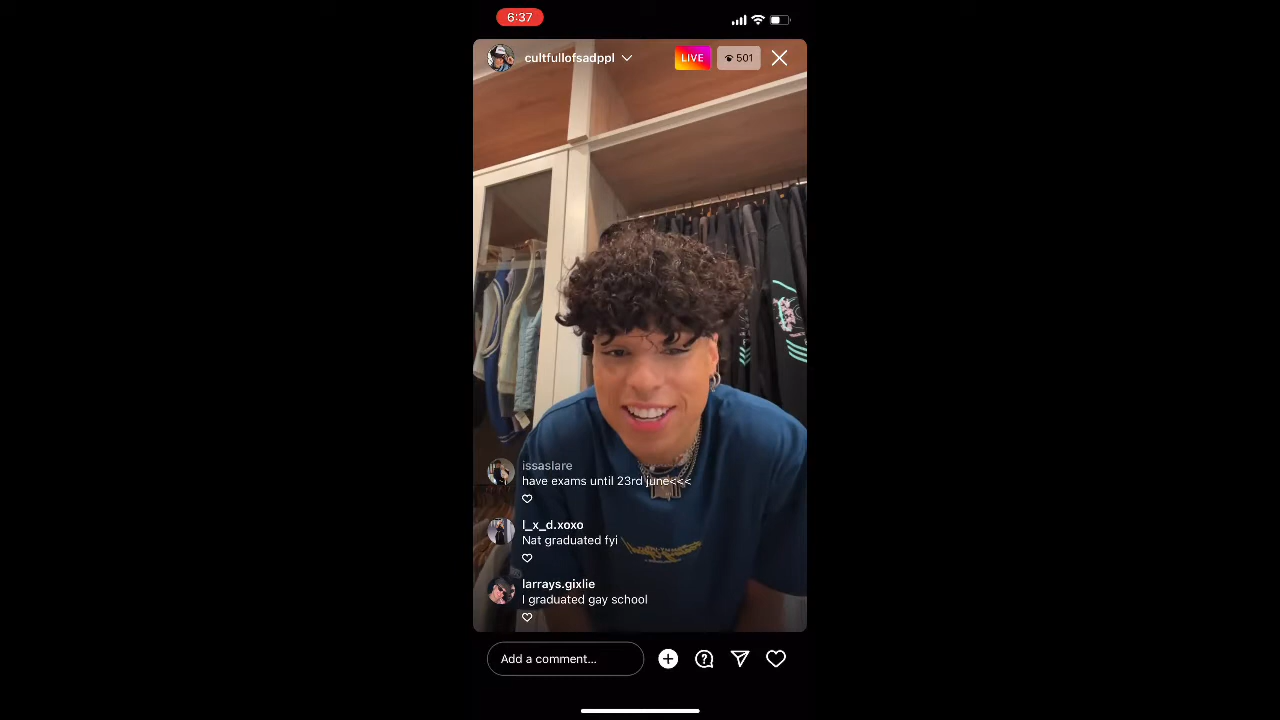 6:37
cultfullofsadppl
LIVE
501
issaslare
have exams until 23rd june<<<
l_x_d.xoxo
Nat graduated fyi
larrays.gixlie
I graduated gay school
Add a comment...